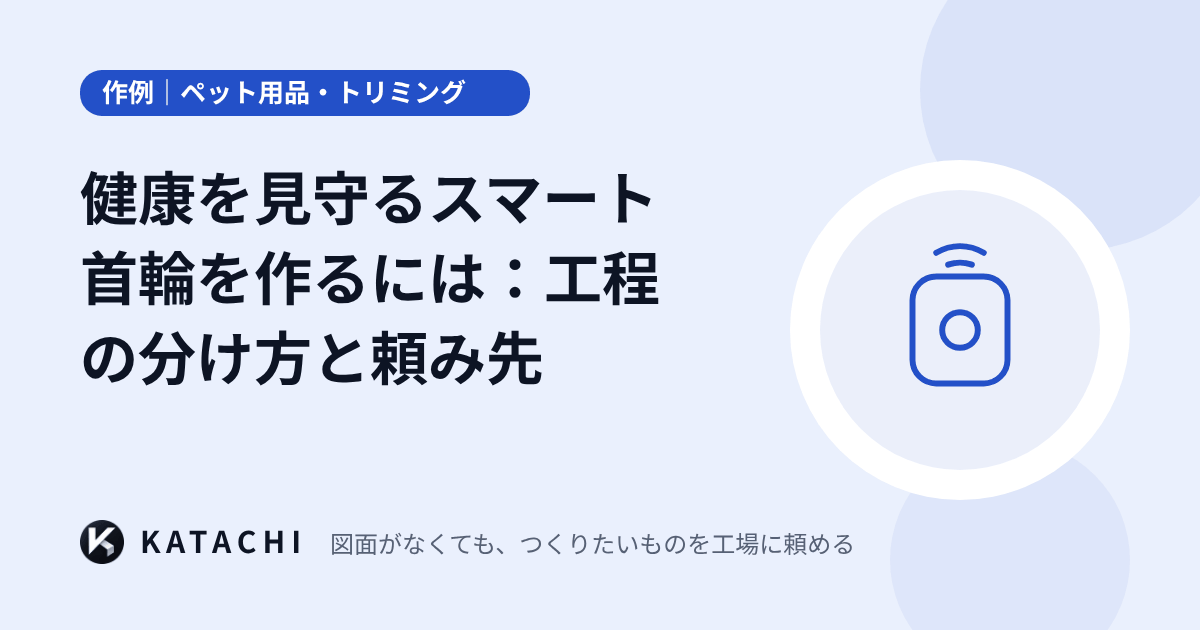 作例｜ペット用品・トリミング
健康を見守るスマート
首輪を作るには：工程
の分け方と頼み先
KATACHI 図面がなくても、つくりたいものを工場に頼める